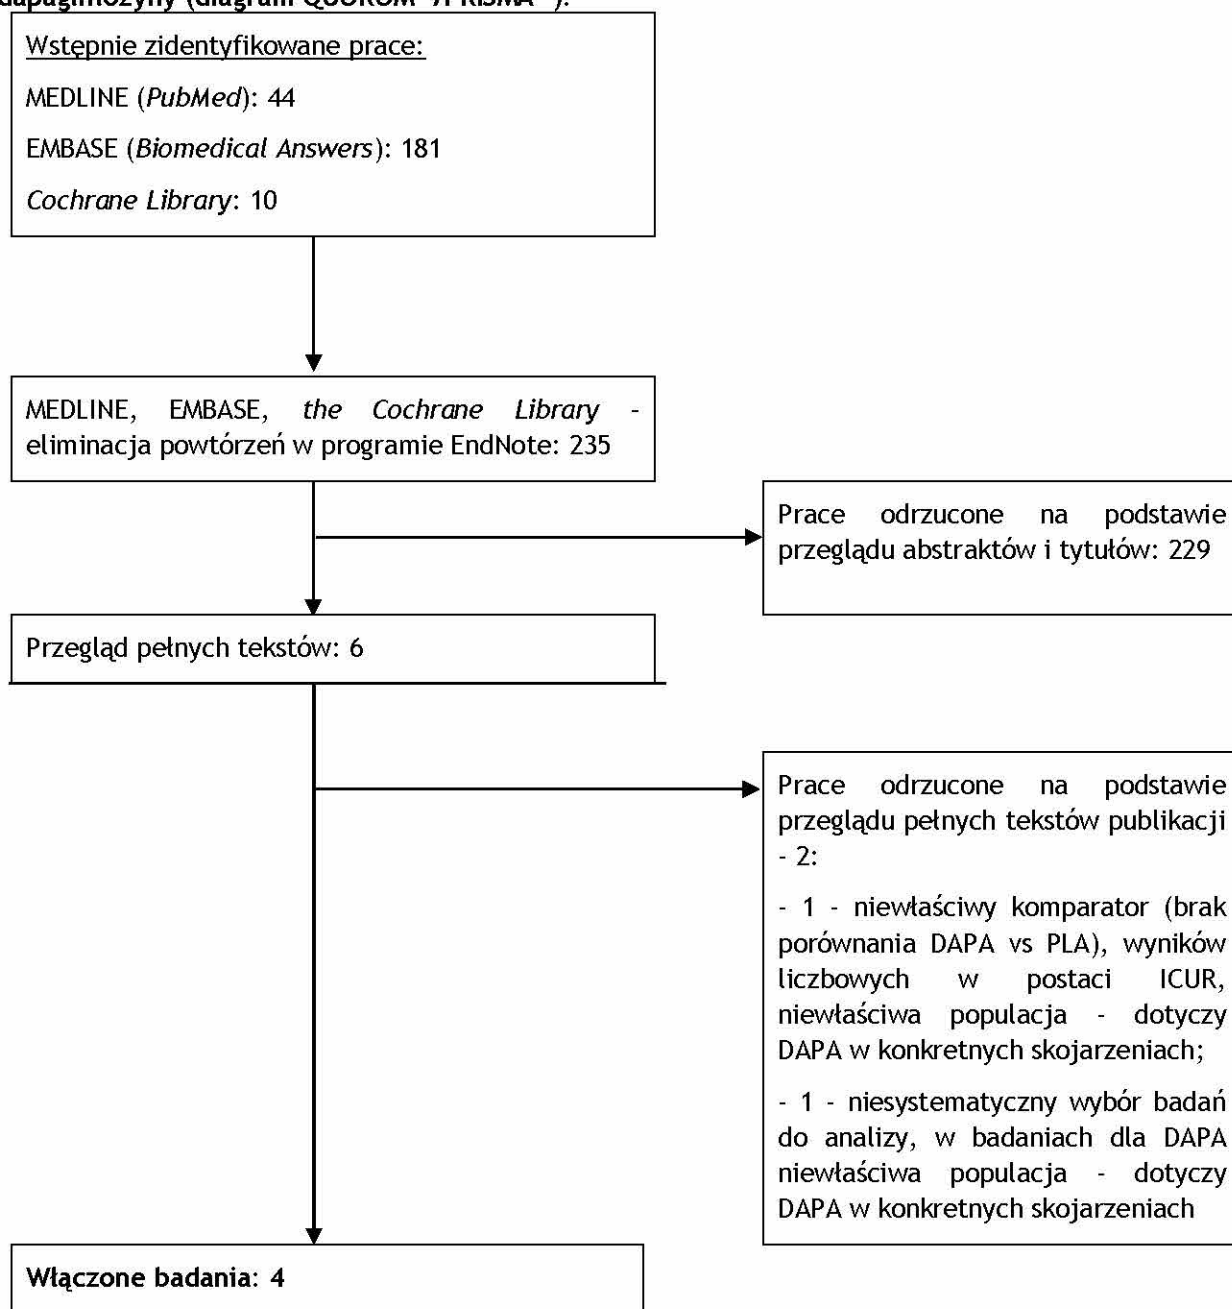 dapagliflozyny (diagram QUOROM /PRISMA ).
Wstępnie zidentyfikowane prace:
MEDLINE (PubMed): 44
EMBASE (Biomedical Answers): 181
Cochrane Library: 10
MEDLINE, EMBASE, the Cochrane Library -
eliminacja powtórzeń w programie EndNote: 235
Prace odrzucone na podstawie
przeglądu abstraktów i tytułów: 229
Przegląd pełnych tekstów: 6
Prace odrzucone na podstawie
przeglądu pełnych tekstów publikacji
- 2:
- 1 - niewłaściwy komparator (brak
porównania DAPA vs PLA), wyników
liczbowych w postaci ICUR,
niewłaściwa populacja - dotyczy
DAPA w konkretnych skojarzeniach;
- 1 - niesystematyczny wybór badań
do analizy, w badaniach dla DAPA
niewłaściwa populacja - dotyczy
DAPA w konkretnych skojarzeniach
Włączone badania: 4